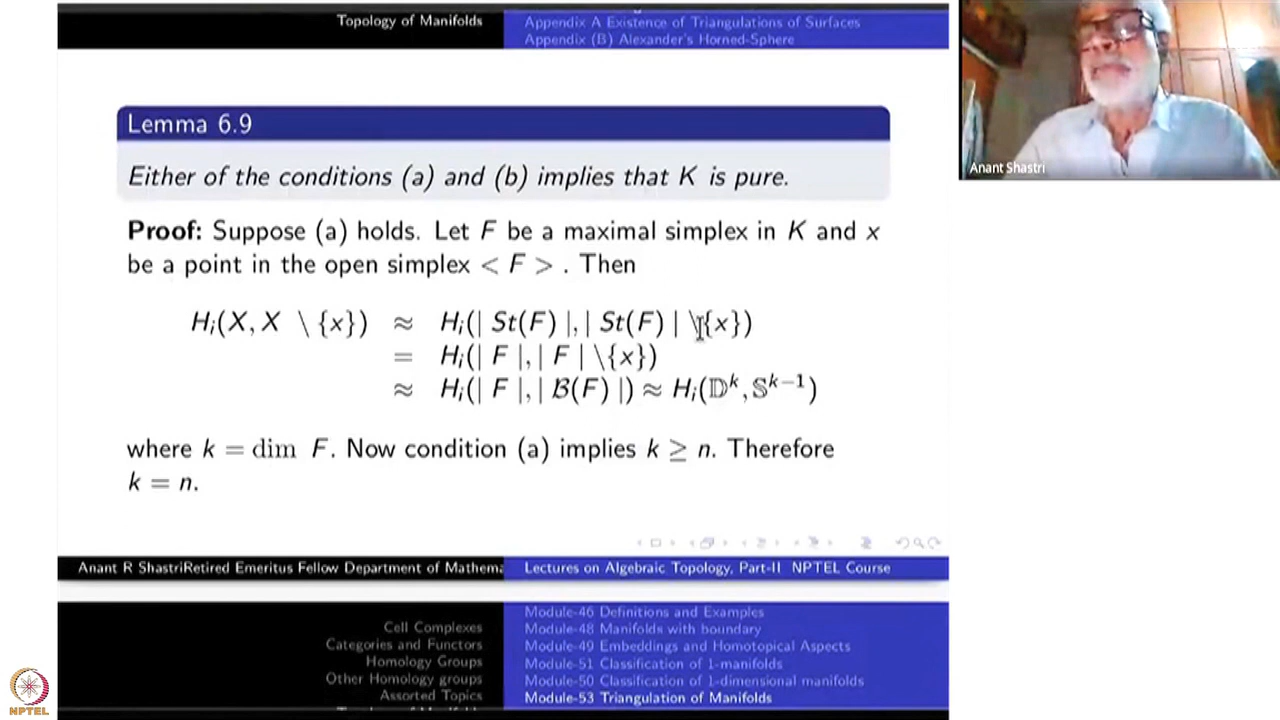 Topology of Manifolds
Appendix A Existence of Triangulations of Surfaces
Appendix (B) Alexander's Horned-Sphere
Lemma 6.9
Either of the conditions (a) and (b) implies that K is pure.
Proof: Suppose (a) holds. Let F be a maximal simplex in K and x
be a point in the open simplex < F > . Then
H_i(X, X \ {x}) ≈ H_i(| St(F) |, | St(F) | \{x})
= H_i(| F |, | F | \{x})
≈ H_i(| F |, | ℬ(F) |) ≈ H_i(𝔻^k, 𝕊^{k−1})
where k = dim F. Now condition (a) implies k ≥ n. Therefore
k = n.
Anant R ShastriRetired Emeritus Fellow Department of Mathema
Lectures on Algebraic Topology, Part-II NPTEL Course
Cell Complexes
Categories and Functors
Homology Groups
Other Homology groups
Assorted Topics
Module-46 Definitions and Examples
Module-48 Manifolds with boundary
Module-49 Embeddings and Homotopical Aspects
Module-51 Classification of 1-manifolds
Module-50 Classification of 1-dimensional manifolds
Module-53 Triangulation of Manifolds
Anant Shastri
NPTEL